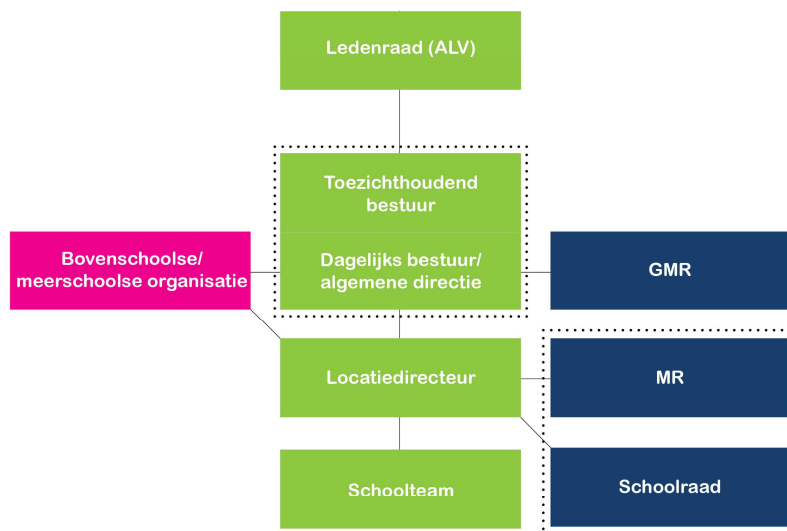 Ledenraad (ALV)
Toezichthoudend
bestuur
Bovenschoolse/
meerschoolse organisatie
Dagelijks bestuur/
algemene directie
GMR
Locatiedirecteur
MR
Schoolteam
Schoolraad